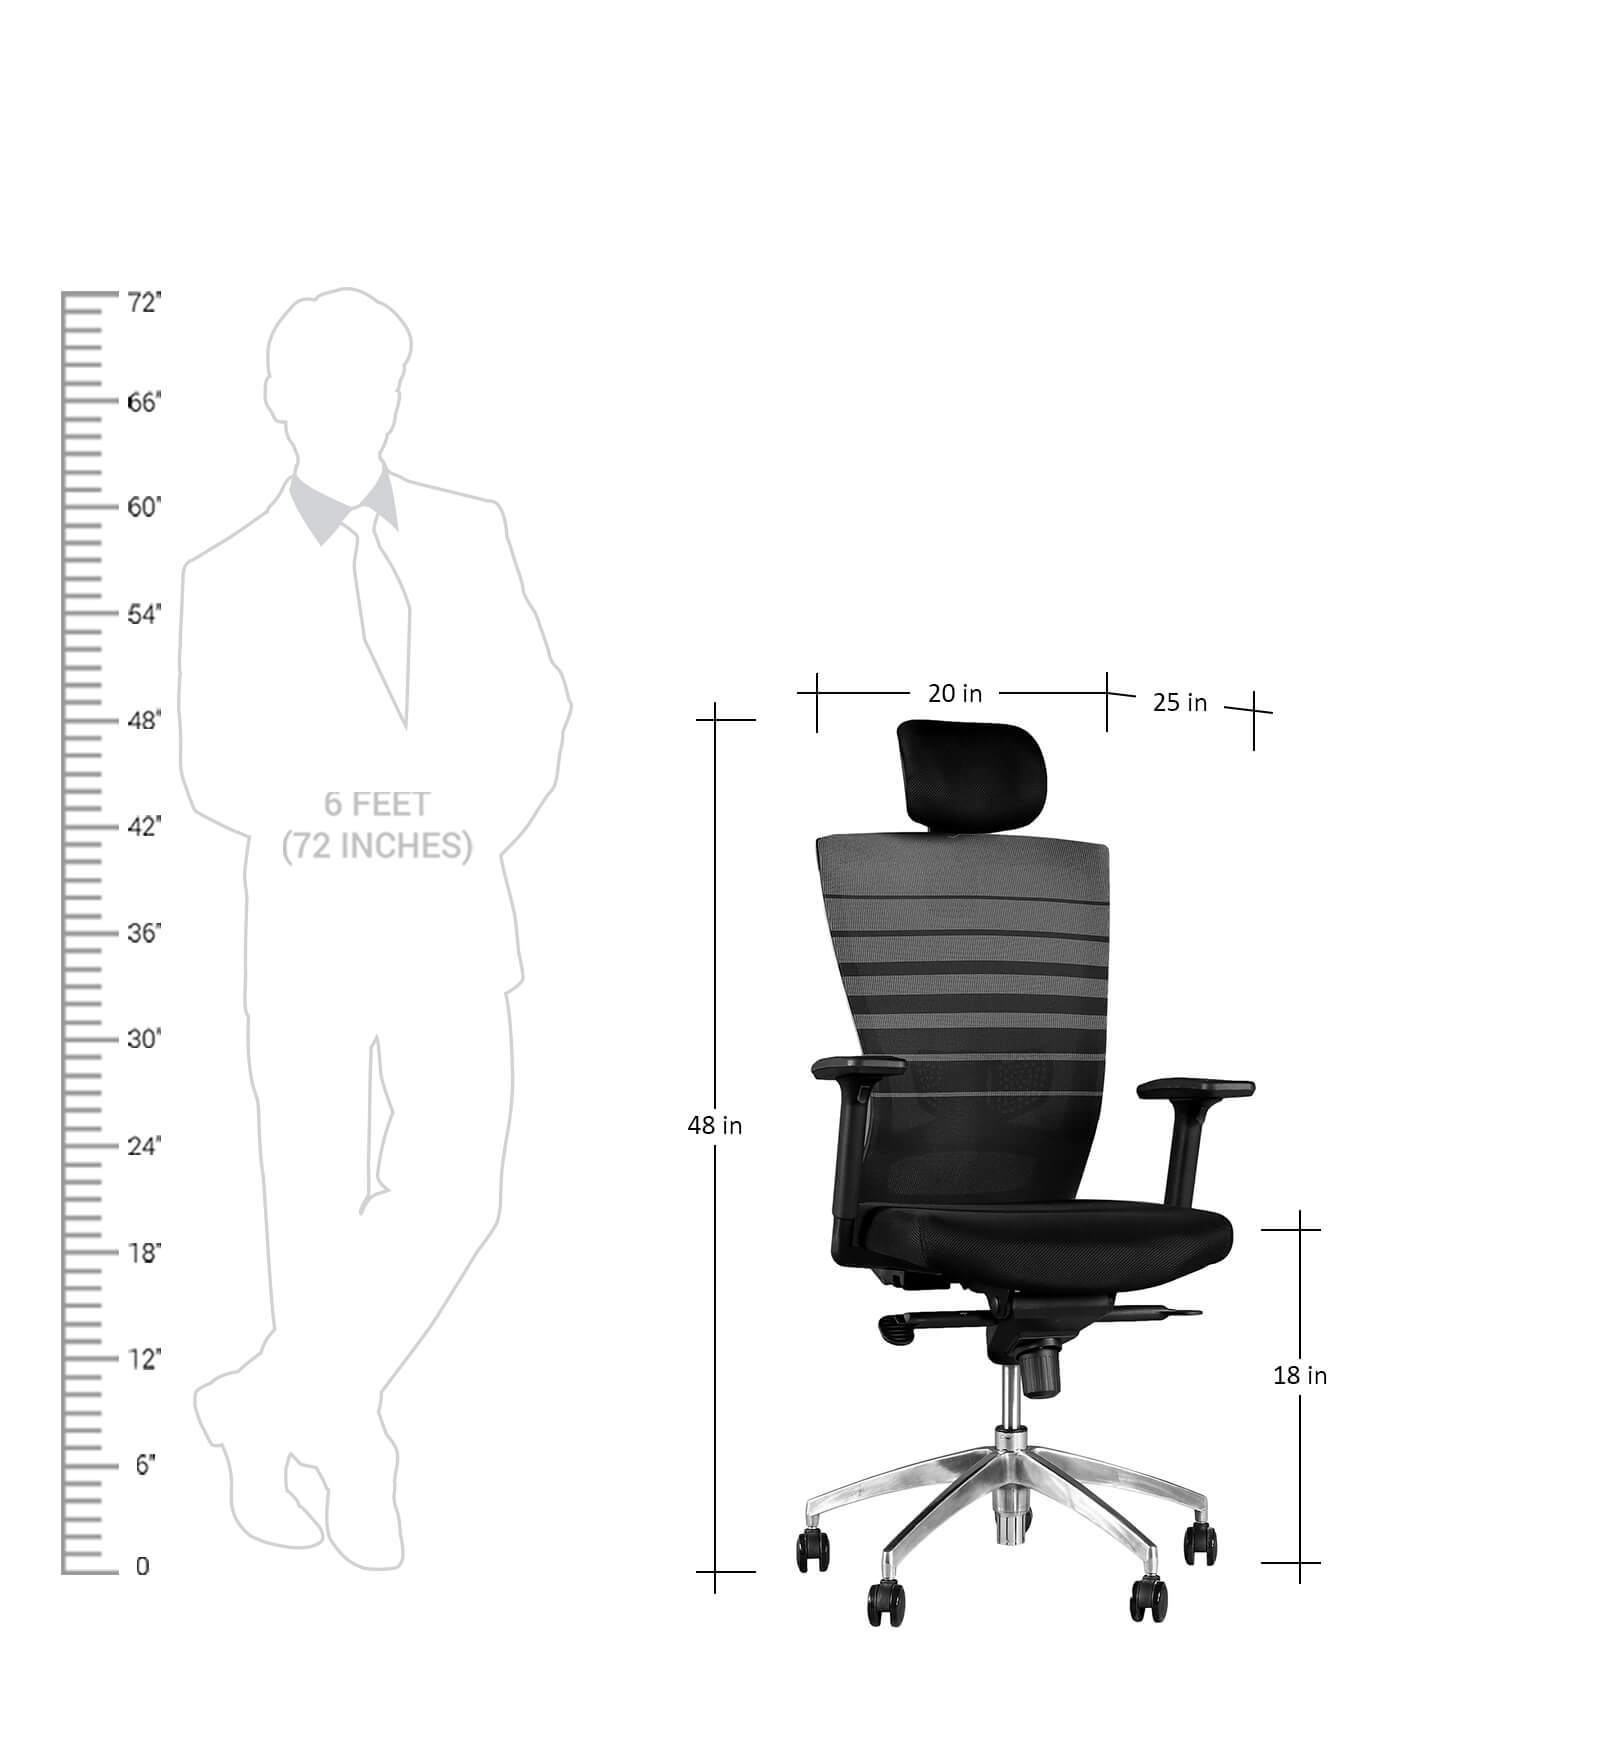 72"
66"
60"
54"
48"
42"
36"
30"
24"
18"
12"
6"
0
6 FEET
(72 INCHES)
20 in
25 in
48 in
18 in